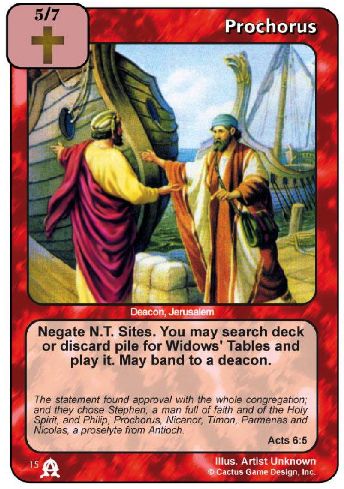 5/7
Prochorus
Deacon, Jerusalem
Negate N.T. Sites. You may search deck
or discard pile for Widows' Tables and
play it. May band to a deacon.
The statement found approval with the whole congregation;
and they chose Stephen, a man full of faith and of the Holy
Spirit, and Philip, Prochorus, Nicanor, Timon, Parmenas and
Nicolas, a proselyte from Antioch.
Acts 6:5
15
Illus. Artist Unknown
© Cactus Game Design, Inc.